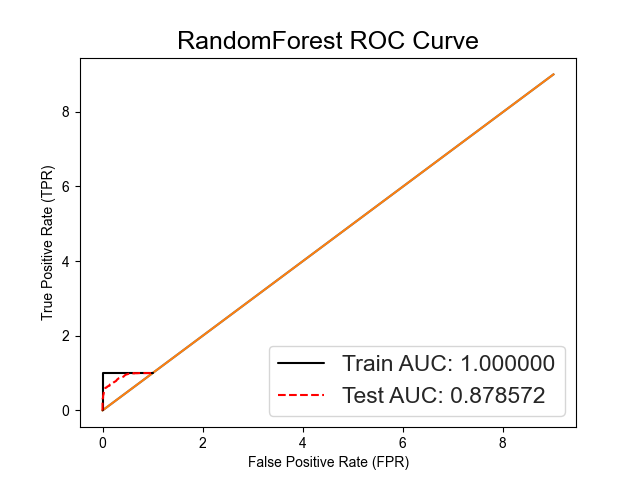 RandomForest ROC Curve
True Positive Rate (TPR)
8
6
4
2
0
Train AUC: 1.000000
Test AUC: 0.878572
0 2 4 6 8
False Positive Rate (FPR)